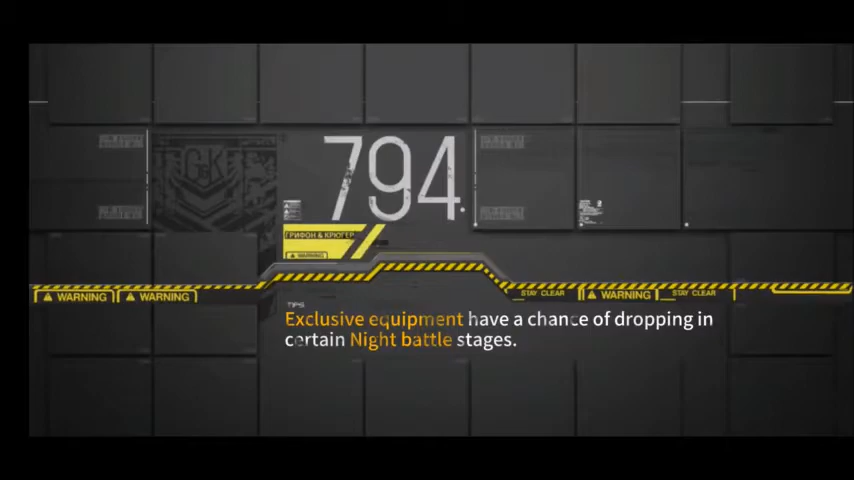 G&K
794.
ГРИФОН & КРЮГЕР
WARNING
WARNING
WARNING
STAY CLEAR
WARNING
STAY CLEAR
TIPS
Exclusive equipment have a chance of dropping in
certain Night battle stages.